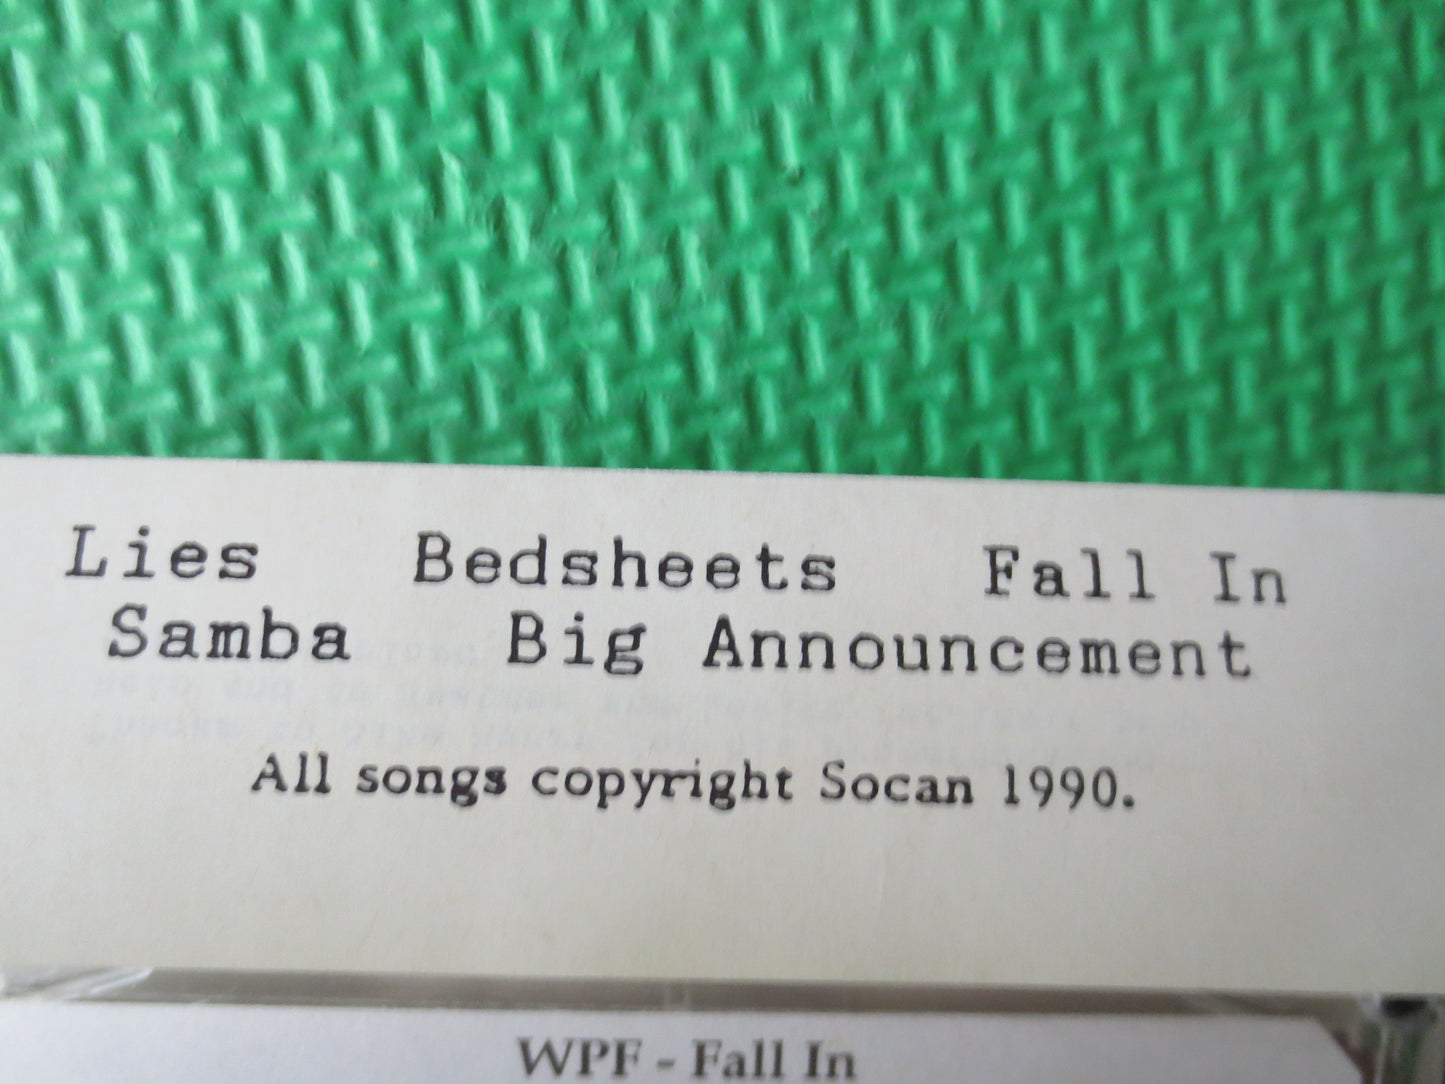 Lies Bedsheets Fall In
Samba Big Announcement
All songs copyright Socan 1990.
WPF - Fall In